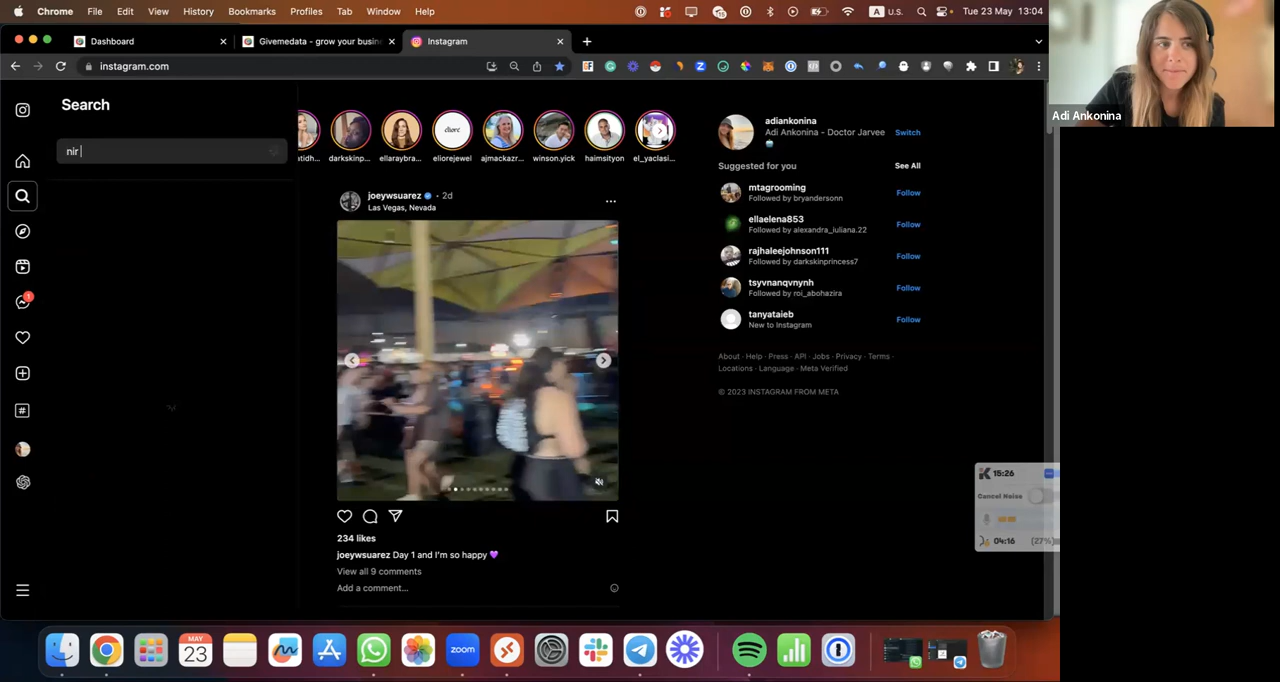 Chrome File Edit View History Bookmarks Profiles Tab Window Help
A U.S. Tue 23 May 13:04
Dashboard
Givemedata - grow your busin
Instagram
instagram.com
Adi Ankonina
Search
nir
darkskinp...
ellaraybra...
eliore
eliorejewel
ajmackazr...
winson.yick
haimsityon
el_yaclasi...
joeywsuarez • 2d
Las Vegas, Nevada
234 likes
joeywsuarez Day 1 and I'm so happy 💜
View all 9 comments
Add a comment...
adiankonina
Adi Ankonina - Doctor Jarvee
Switch
Suggested for you
See All
mtagrooming
Followed by bryandersonn
Follow
ellaelena853
Followed by alexandra_iuliana.22
Follow
rajhaleejohnson111
Followed by darkskinprincess7
Follow
tsyvnanqvnynh
Followed by roi_abohazira
Follow
tanyataieb
New to Instagram
Follow
About · Help · Press · API · Jobs · Privacy · Terms ·
Locations · Language · Meta Verified
© 2023 INSTAGRAM FROM META
15:26
Cancel Noise
04:16 (27%)
1
MAY
23
zoom